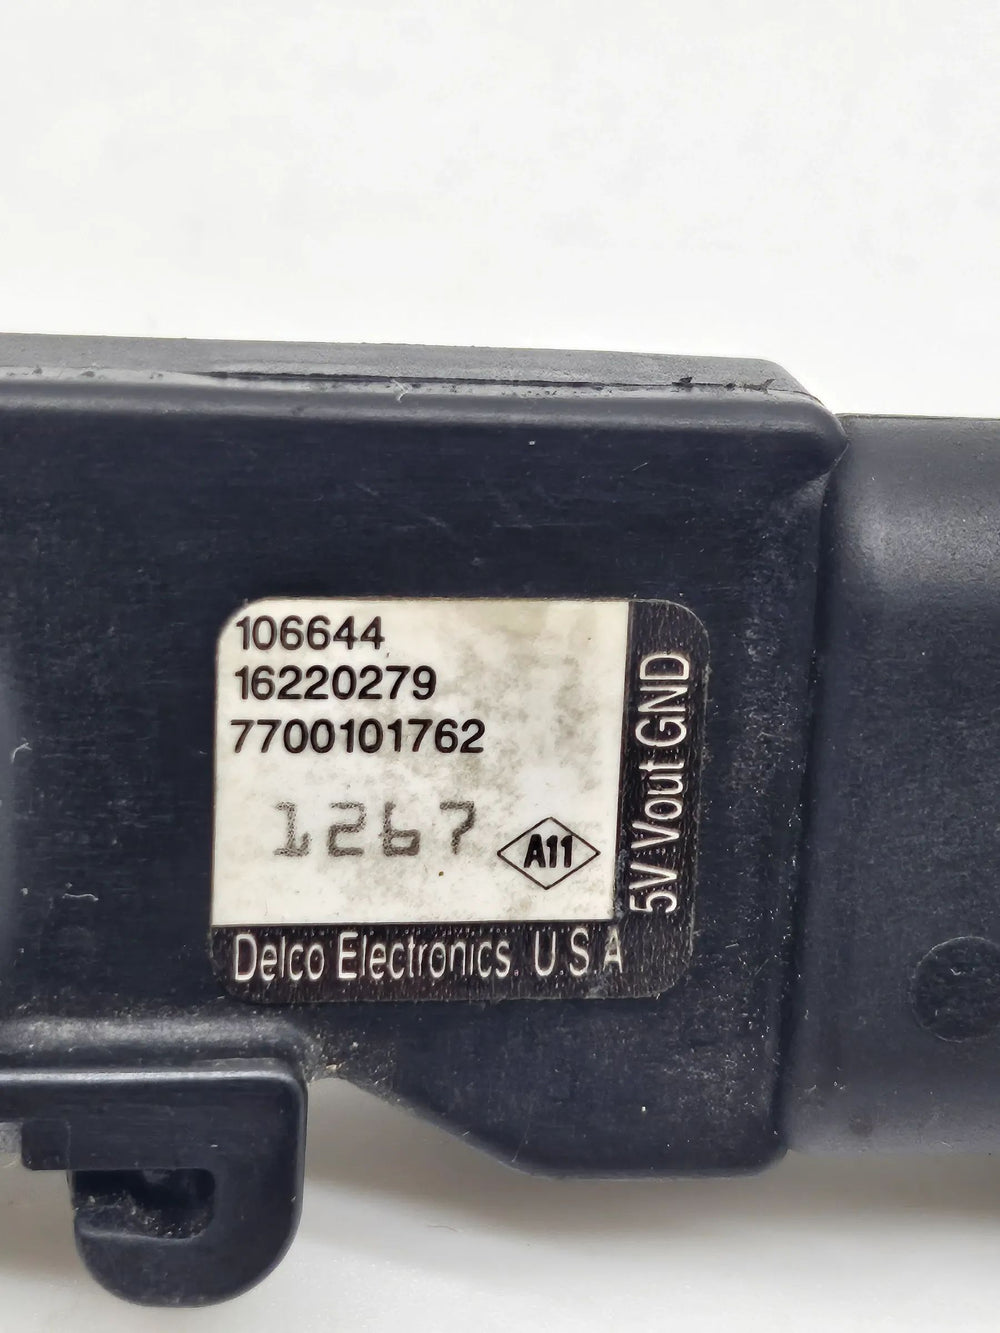 106644
16220279
7700101762
1267
A11
5V Vout GND
Delco Electronics. U.S.A